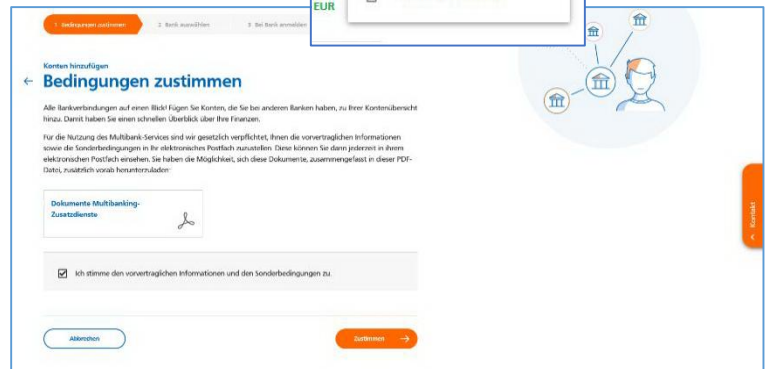 EUR
1 Bedingungen zustimmen
2 Bank auswählen
3 Bei Bank anmelden
Konten hinzufügen
← Bedingungen zustimmen
Alle Bankverbindungen auf einen Blick! Fügen Sie Konten, die Sie bei anderen Banken haben, zu Ihrer Kontenübersicht
hinzu. Damit haben Sie einen schnellen Überblick über Ihre Finanzen.
Für die Nutzung des Multibank-Services sind wir gesetzlich verpflichtet, Ihnen die vorvertraglichen Informationen
sowie die Sonderbedingungen in Ihr elektronisches Postfach zuzustellen. Diese können Sie dann jederzeit in ihrem
elektronischen Postfach einsehen. Sie haben die Möglichkeit, sich diese Dokumente, zusammengefasst in dieser PDF-
Datei, zusätzlich vorab herunterzuladen:
Dokumente Multibanking-
Zusatzdienste
Ich stimme den vorvertraglichen Informationen und den Sonderbedingungen zu.
Abbrechen
Zustimmen →
Kontakt